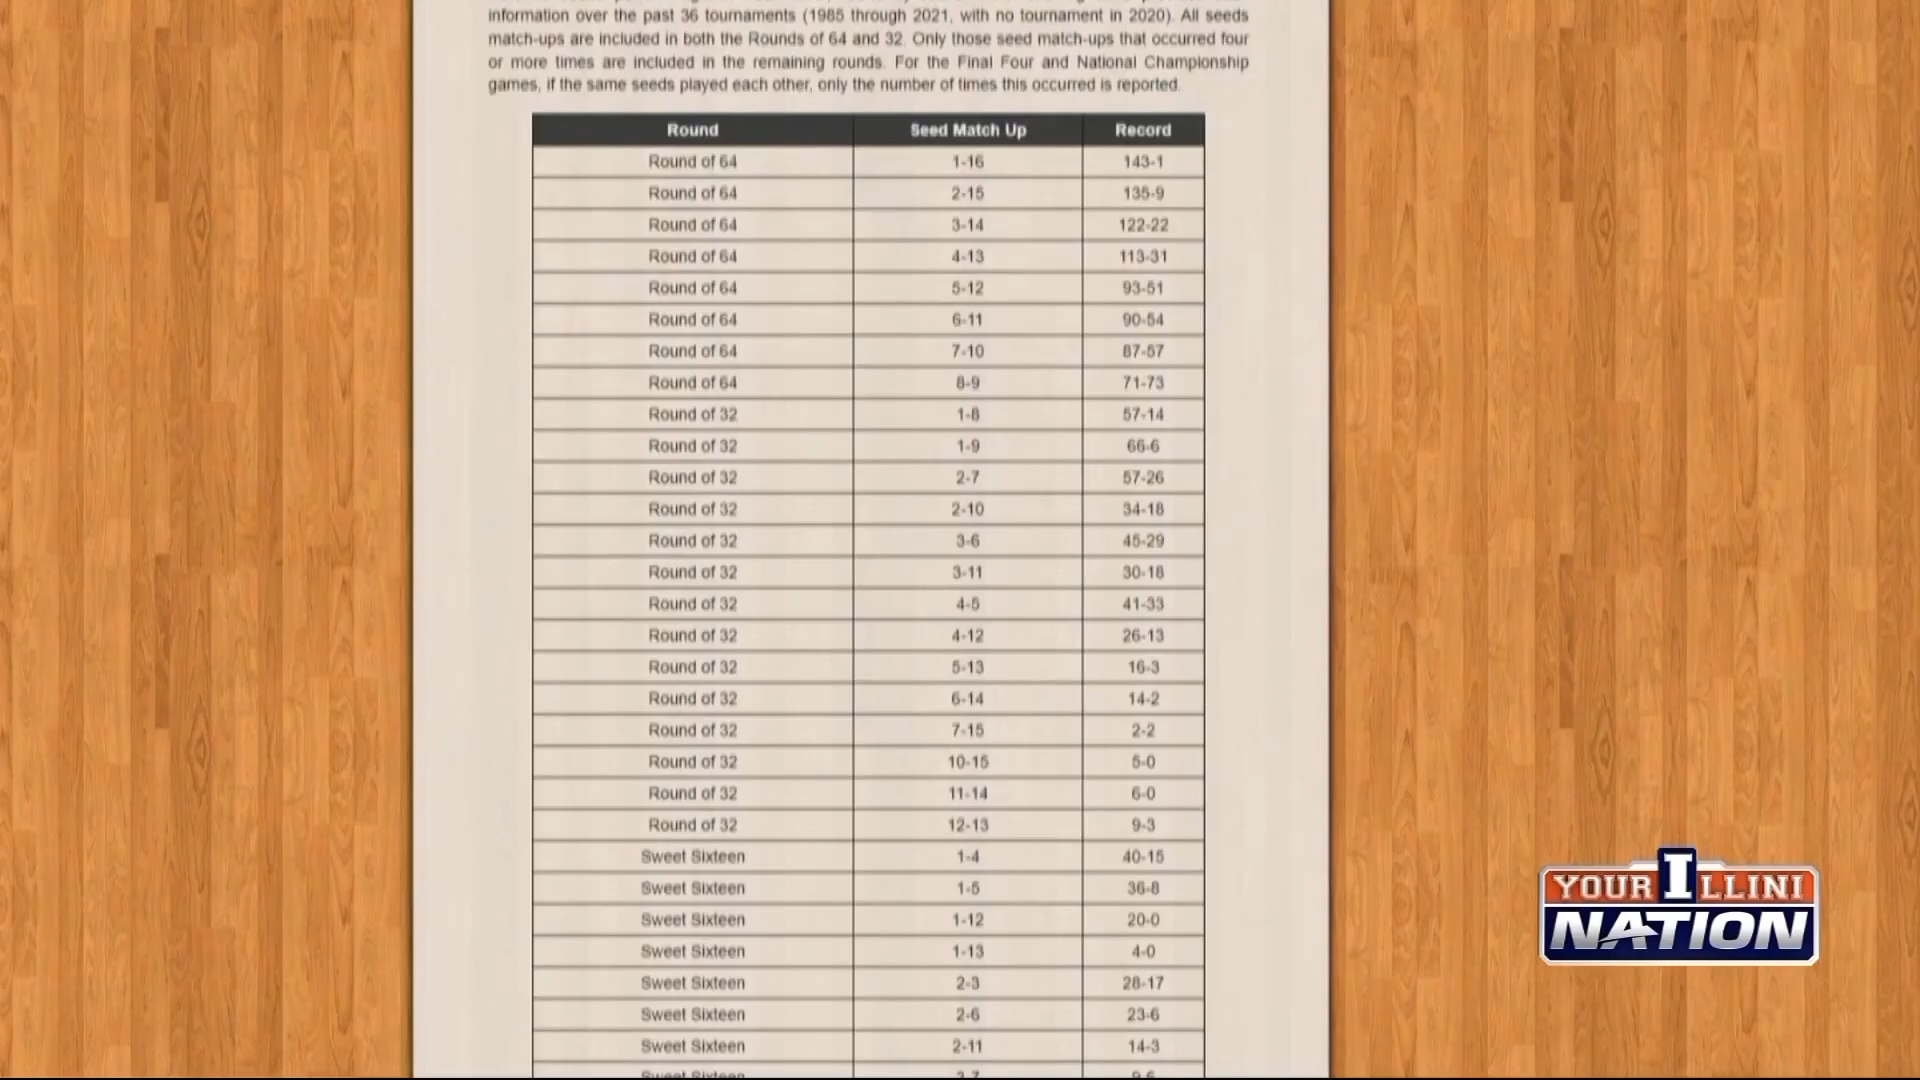 information over the past 36 tournaments (1985 through 2021, with no tournament in 2020). All seeds
match-ups are included in both the Rounds of 64 and 32. Only those seed match-ups that occurred four
or more times are included in the remaining rounds. For the Final Four and National Championship
games, if the same seeds played each other, only the number of times this occurred is reported.
Round Seed Match Up Record
Round of 64 1-16 143-1
Round of 64 2-15 135-9
Round of 64 3-14 122-22
Round of 64 4-13 113-31
Round of 64 5-12 93-51
Round of 64 6-11 90-54
Round of 64 7-10 87-57
Round of 64 8-9 71-73
Round of 32 1-8 57-14
Round of 32 1-9 66-6
Round of 32 2-7 57-26
Round of 32 2-10 34-18
Round of 32 3-6 45-29
Round of 32 3-11 30-18
Round of 32 4-5 41-33
Round of 32 4-12 26-13
Round of 32 5-13 16-3
Round of 32 6-14 14-2
Round of 32 7-15 2-2
Round of 32 10-15 5-0
Round of 32 11-14 6-0
Round of 32 12-13 9-3
Sweet Sixteen 1-4 40-15
Sweet Sixteen 1-5 36-8
Sweet Sixteen 1-12 20-0
Sweet Sixteen 1-13 4-0
Sweet Sixteen 2-3 28-17
Sweet Sixteen 2-6 23-6
Sweet Sixteen 2-11 14-3
Sweet Sixteen
YOUR ILLINI
NATION